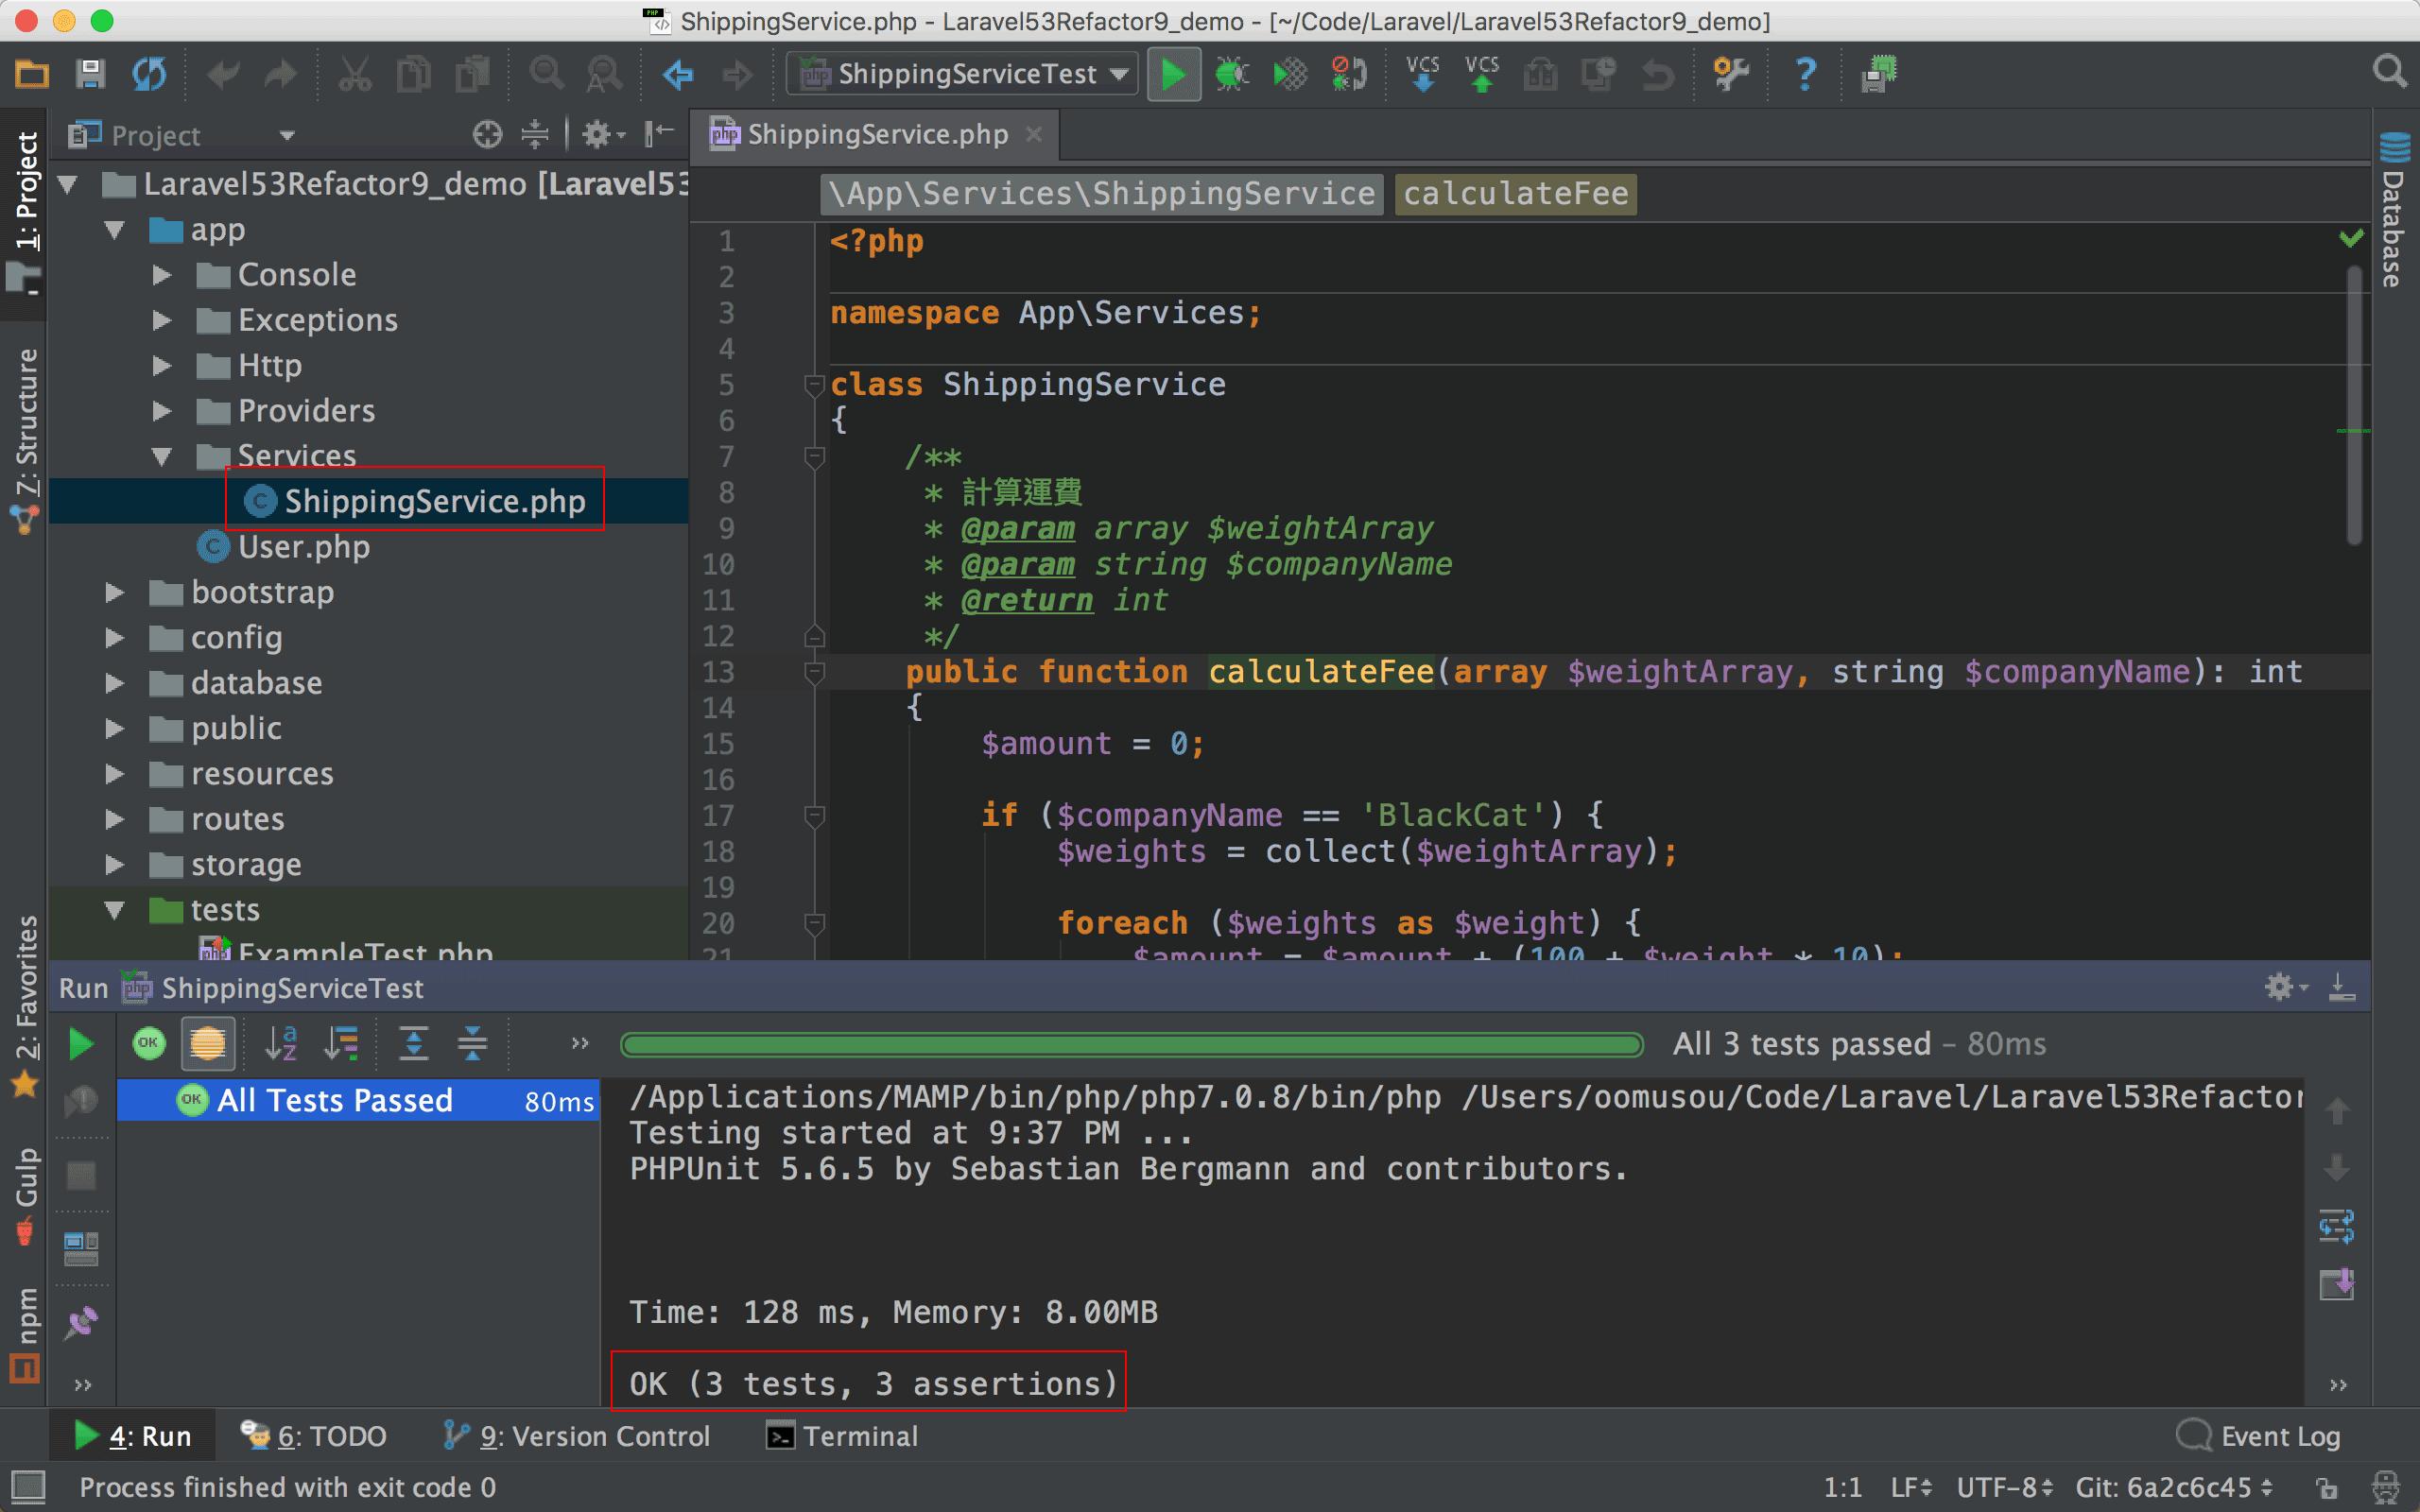 ShippingService.php - Laravel53Refactor9_demo - [~/Code/Laravel/Laravel53Refactor9_demo]
ShippingServiceTest
VCS
VCS
Project
ShippingService.php
1: Project
7: Structure
2: Favorites
Gulp
npm
Database
Laravel53Refactor9_demo [Laravel53
app
Console
Exceptions
Http
Providers
Services
ShippingService.php
User.php
bootstrap
config
database
public
resources
routes
storage
tests
ExampleTest.php
\App\Services\ShippingService calculateFee
1 <?php
2
3 namespace App\Services;
4
5 class ShippingService
6 {
7 /**
8 * 計算運費
9 * @param array $weightArray
10 * @param string $companyName
11 * @return int
12 */
13 public function calculateFee(array $weightArray, string $companyName): int
14 {
15 $amount = 0;
16
17 if ($companyName == 'BlackCat') {
18 $weights = collect($weightArray);
19
20 foreach ($weights as $weight) {
21 $amount = $amount + (100 + $weight * 10);
Run ShippingServiceTest
All 3 tests passed – 80ms
All Tests Passed 80ms
/Applications/MAMP/bin/php/php7.0.8/bin/php /Users/oomusou/Code/Laravel/Laravel53Refactor
Testing started at 9:37 PM ...
PHPUnit 5.6.5 by Sebastian Bergmann and contributors.
Time: 128 ms, Memory: 8.00MB
OK (3 tests, 3 assertions)
4: Run
6: TODO
9: Version Control
Terminal
Event Log
Process finished with exit code 0
1:1 LF UTF-8 Git: 6a2c6c45